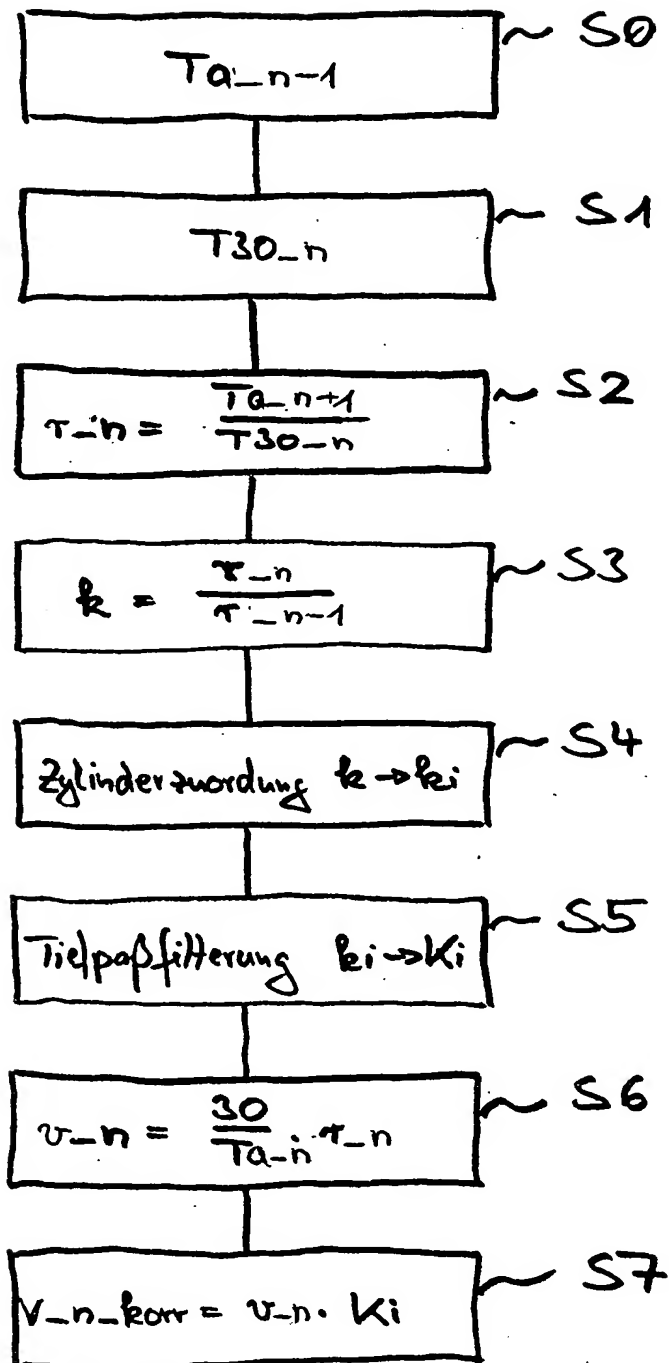 Ta_n-1 S0
T30_n S1
τ_n = Ta_n+1 / T30_n S2
k = τ_n / τ_n-1 S3
Zylinderzuordung k → ki S4
Tiefpaßfilterung ki → Ki S5
v_n = 30 / Ta_n · τ_n S6
v_n_korr = v_n · Ki S7